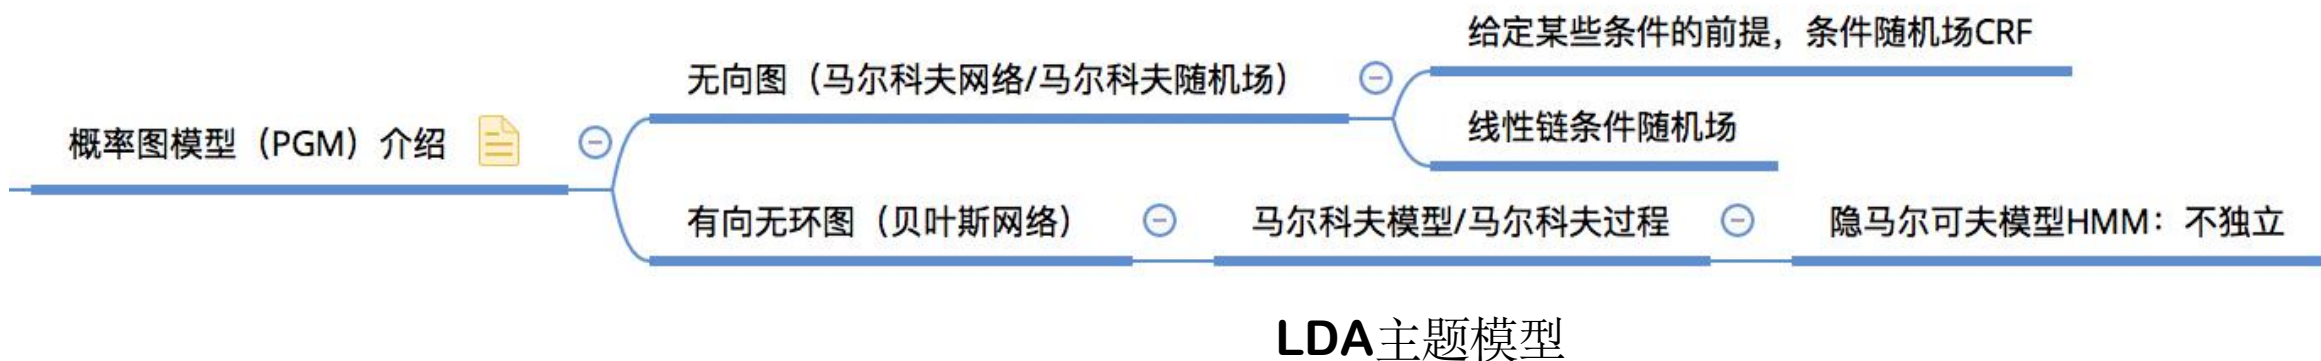 给定某些条件的前提，条件随机场CRF
无向图（马尔科夫网络/马尔科夫随机场）
线性链条件随机场
概率图模型（PGM）介绍
有向无环图（贝叶斯网络）
马尔科夫模型/马尔科夫过程
隐马尔可夫模型HMM：不独立
LDA主题模型